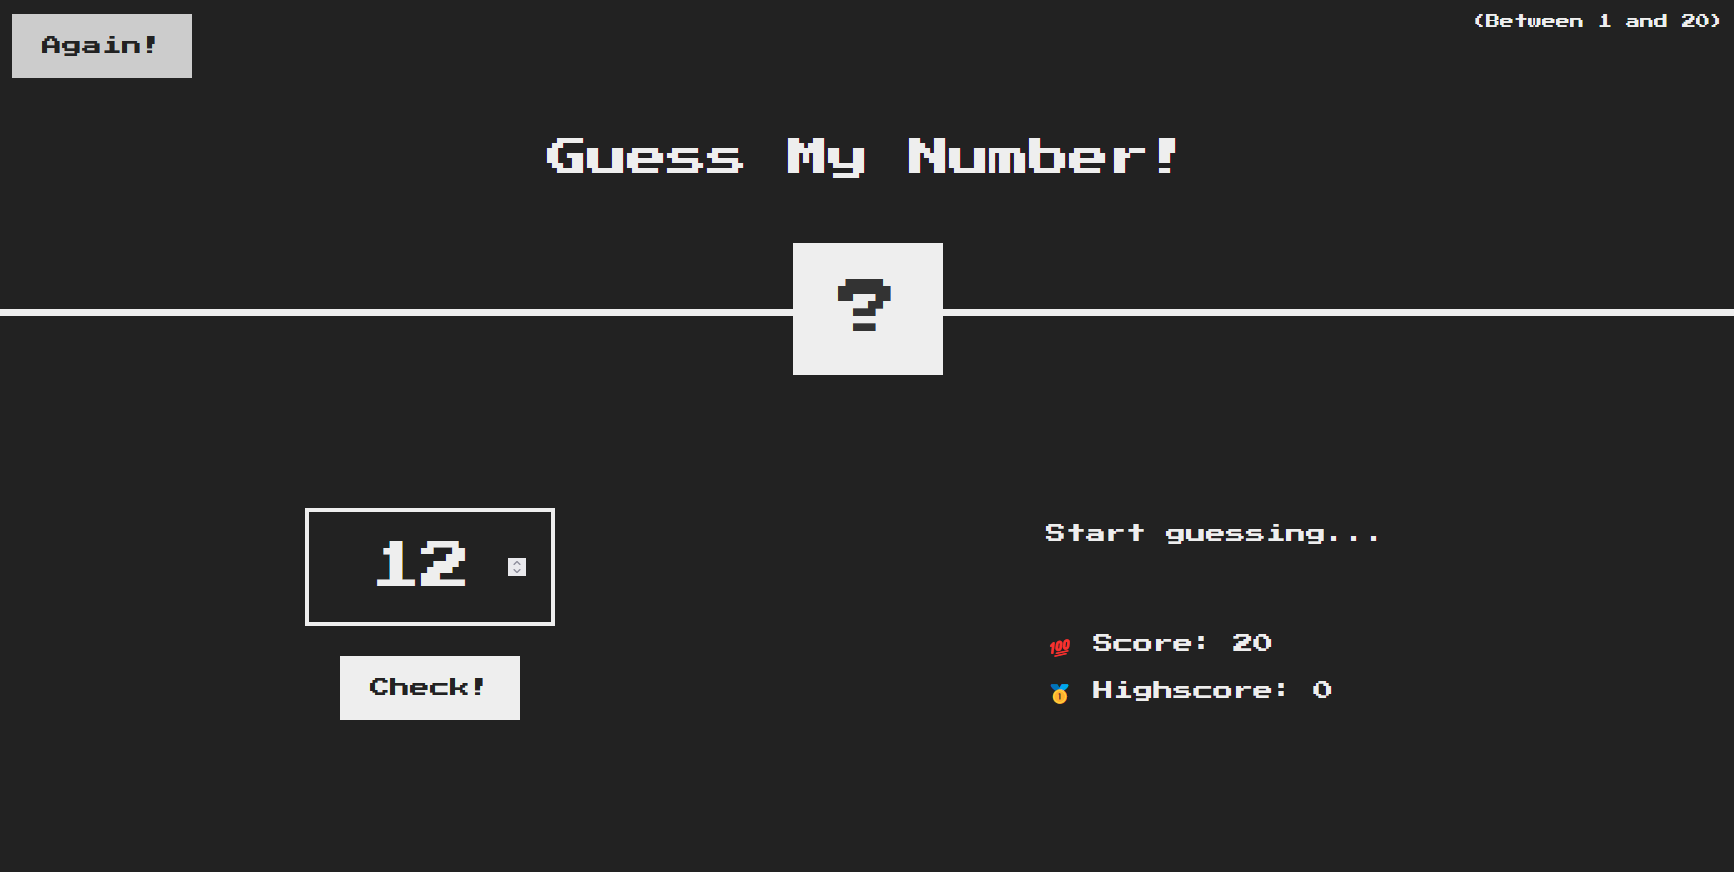 Again!
(Between 1 and 20)
Guess My Number!
?
12
Check!
Start guessing...
💯 Score: 20
🥇 Highscore: 0